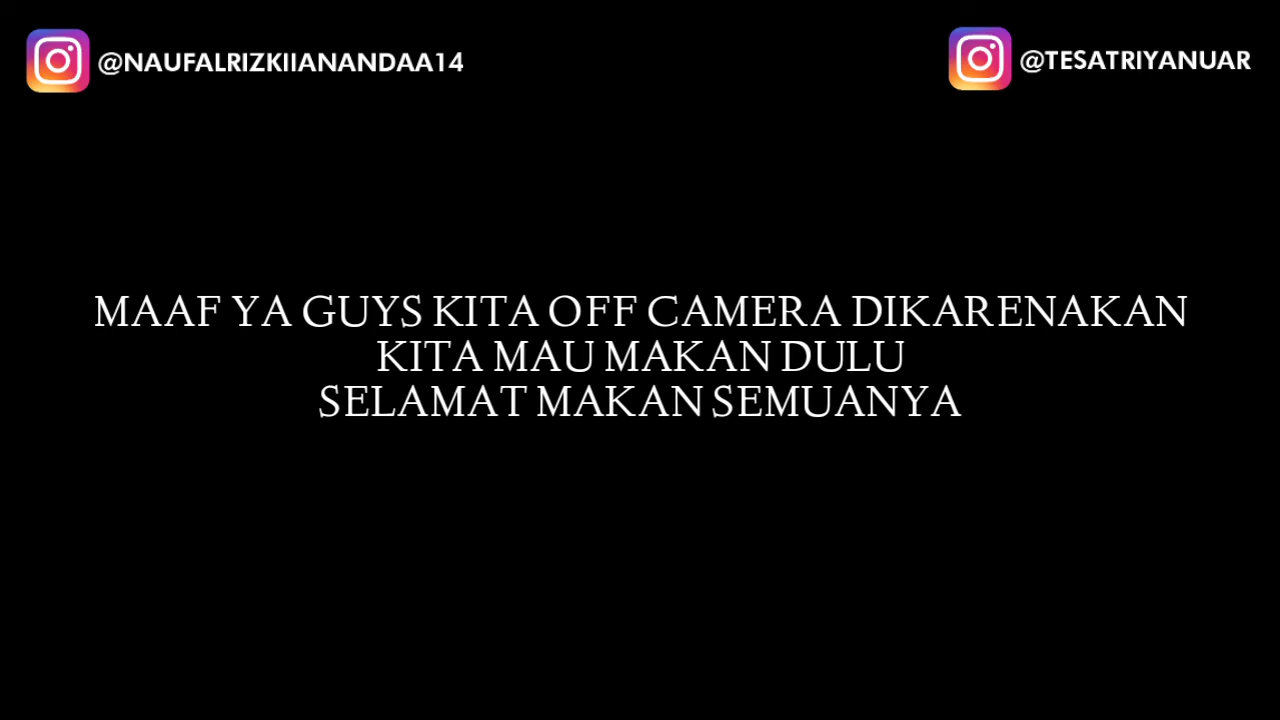 @NAUFALRIZKIIANANDAA14
@TESATRIYANUAR
MAAF YA GUYS KITA OFF CAMERA DIKARENAKAN
KITA MAU MAKAN DULU
SELAMAT MAKAN SEMUANYA